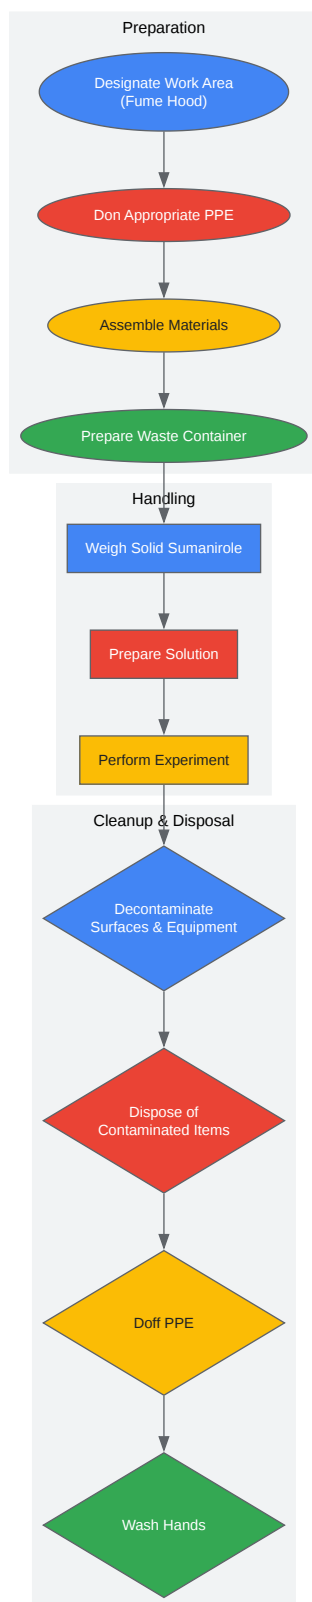 Preparation
Designate Work Area
(Fume Hood)
Don Appropriate PPE
Assemble Materials
Prepare Waste Container
Handling
Weigh Solid Sumanirole
Prepare Solution
Perform Experiment
Cleanup & Disposal
Decontaminate
Surfaces & Equipment
Dispose of
Contaminated Items
Doff PPE
Wash Hands